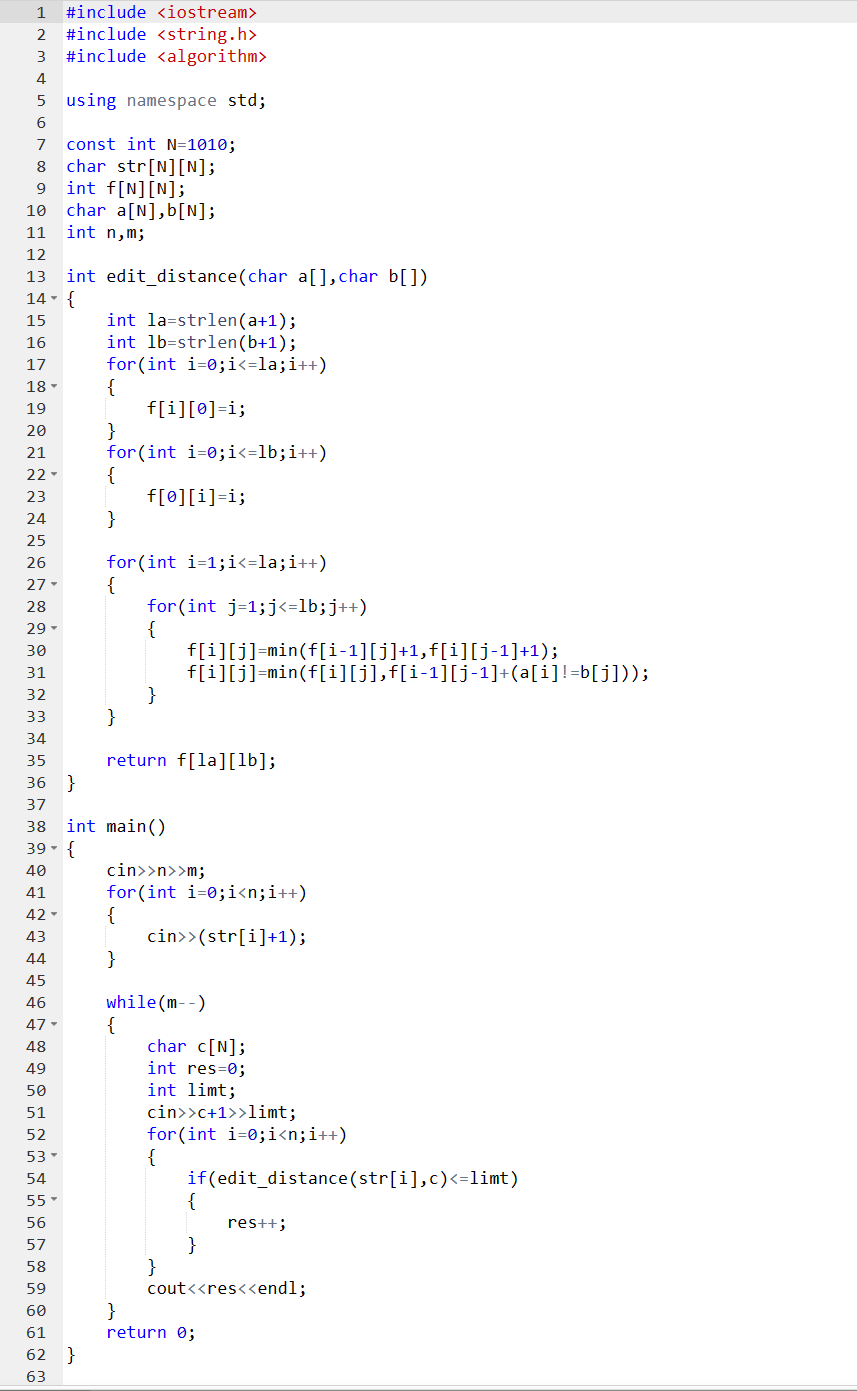 1 #include <iostream>
2 #include <string.h>
3 #include <algorithm>
4
5 using namespace std;
6
7 const int N=1010;
8 char str[N][N];
9 int f[N][N];
10 char a[N],b[N];
11 int n,m;
12
13 int edit_distance(char a[],char b[])
14 {
15     int la=strlen(a+1);
16     int lb=strlen(b+1);
17     for(int i=0;i<=la;i++)
18     {
19         f[i][0]=i;
20     }
21     for(int i=0;i<=lb;i++)
22     {
23         f[0][i]=i;
24     }
25
26     for(int i=1;i<=la;i++)
27     {
28         for(int j=1;j<=lb;j++)
29         {
30             f[i][j]=min(f[i-1][j]+1,f[i][j-1]+1);
31             f[i][j]=min(f[i][j],f[i-1][j-1]+(a[i]!=b[j]));
32         }
33     }
34
35     return f[la][lb];
36 }
37
38 int main()
39 {
40     cin>>n>>m;
41     for(int i=0;i<n;i++)
42     {
43         cin>>(str[i]+1);
44     }
45
46     while(m--)
47     {
48         char c[N];
49         int res=0;
50         int limt;
51         cin>>c+1>>limt;
52         for(int i=0;i<n;i++)
53         {
54             if(edit_distance(str[i],c)<=limt)
55             {
56                 res++;
57             }
58         }
59         cout<<res<<endl;
60     }
61     return 0;
62 }
63